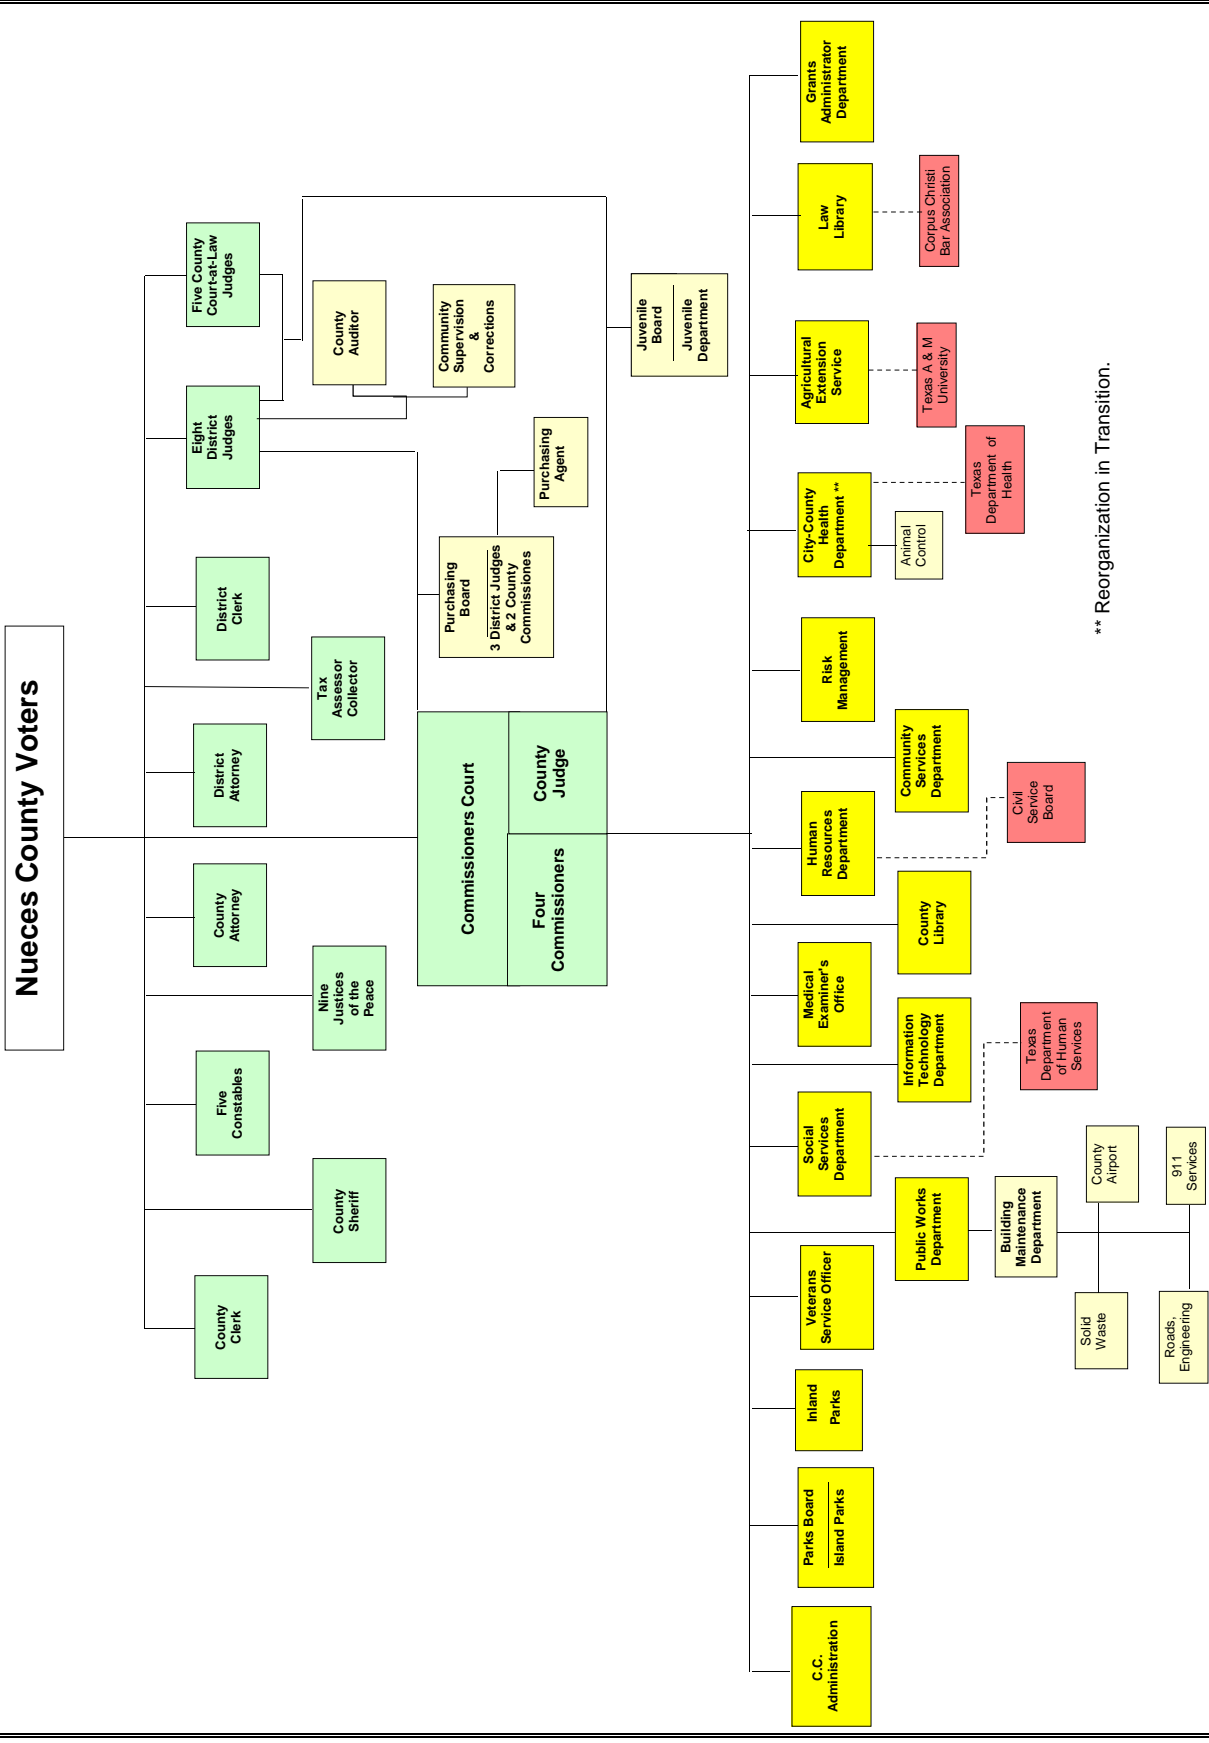 Nueces County Voters
County
Clerk
County
Sheriff
Five
Constables
Nine
Justices
of the
Peace
County
Attorney
District
Attorney
Tax
Assessor
Collector
District
Clerk
Eight
District
Judges
Five County
Court-at-Law
Judges
County
Auditor
Community
Supervision
&
Corrections
Commissioners Court
Four
Commissioners
County
Judge
Purchasing
Board
3 District Judges
& 2 County
Commissiones
Purchasing
Agent
Juvenile
Board
Juvenile
Department
C.C.
Administration
Parks Board
Island Parks
Inland
Parks
Veterans
Service Officer
Public Works
Department
Building
Maintenance
Department
Solid
Waste
County
Airport
Roads,
Engineering
911
Services
Social
Services
Department
Texas
Department
of Human
Services
Information
Technology
Department
Medical
Examiner's
Office
County
Library
Human
Resources
Department
Civil
Service
Board
Community
Services
Department
Risk
Management
City-County
Health
Department **
Animal
Control
Texas
Department of
Health
Agricultural
Extension
Service
Texas A & M
University
Law
Library
Corpus Christi
Bar Association
Grants
Administrator
Department
** Reorganization in Transition.